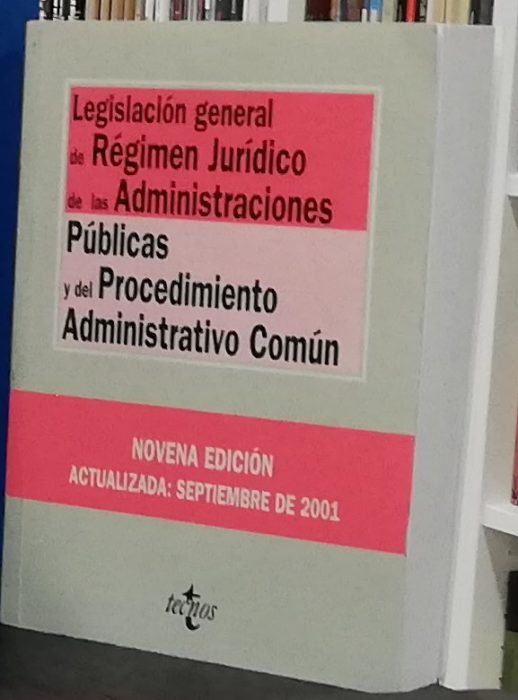 Legislación general
de Régimen Jurídico
de las Administraciones
Públicas
y del Procedimiento
Administrativo Común
NOVENA EDICIÓN
ACTUALIZADA: SEPTIEMBRE DE 2001
tecnos